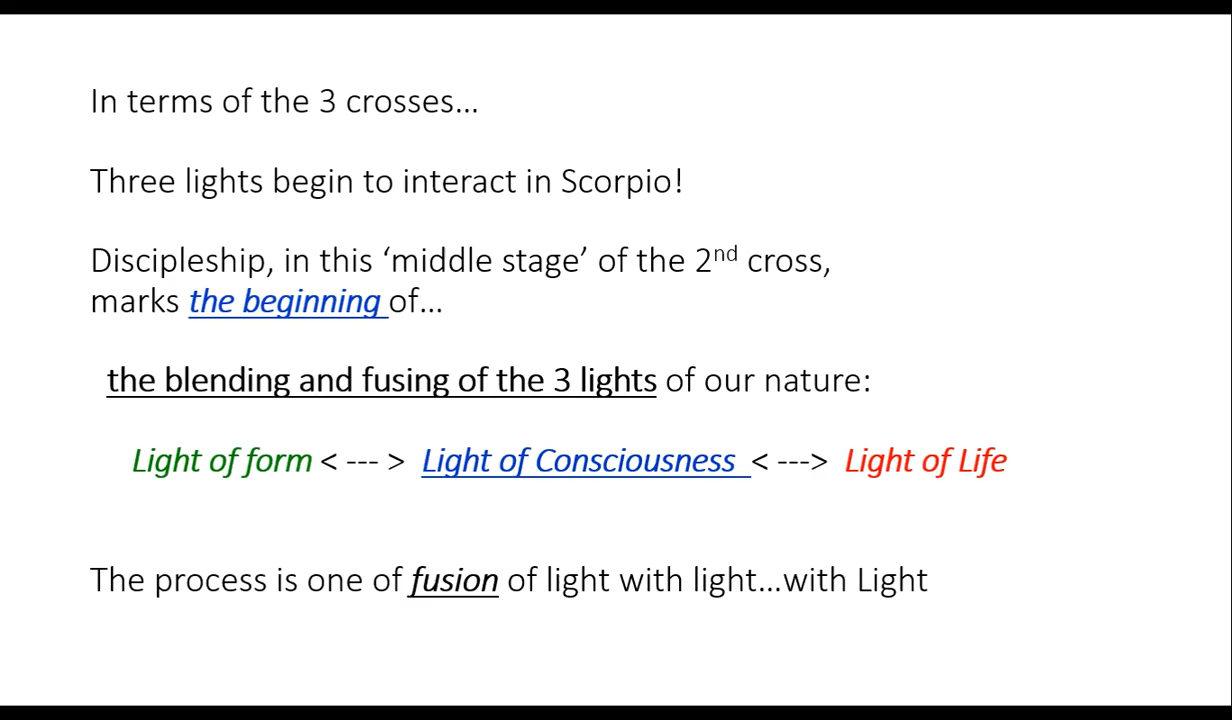 In terms of the 3 crosses...
Three lights begin to interact in Scorpio!
Discipleship, in this ‘middle stage’ of the 2nd cross,
marks the beginning of...
the blending and fusing of the 3 lights of our nature:
Light of form < --- > Light of Consciousness < ---> Light of Life
The process is one of fusion of light with light...with Light